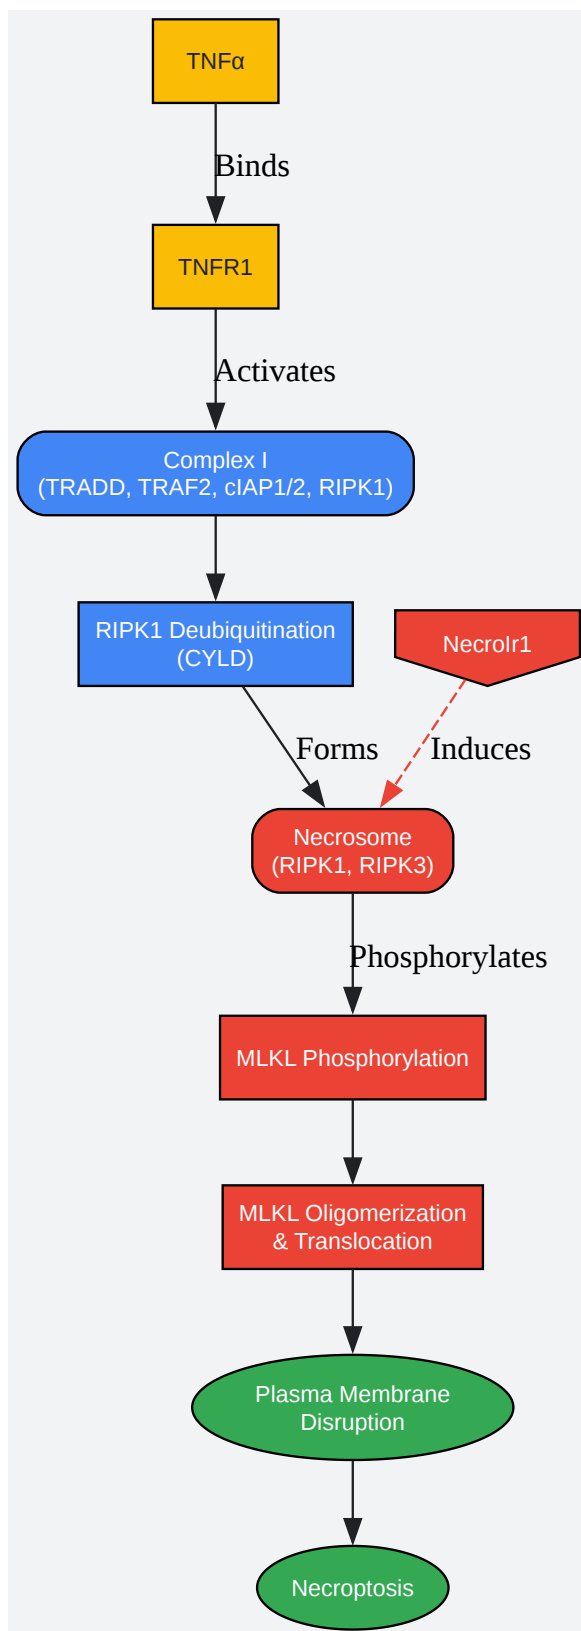 TNFα
Binds
TNFR1
Activates
Complex I
(TRADD, TRAF2, cIAP1/2, RIPK1)
RIPK1 Deubiquitination
(CYLD)
NecroIr1
Forms
Induces
Necrosome
(RIPK1, RIPK3)
Phosphorylates
MLKL Phosphorylation
MLKL Oligomerization
& Translocation
Plasma Membrane
Disruption
Necroptosis